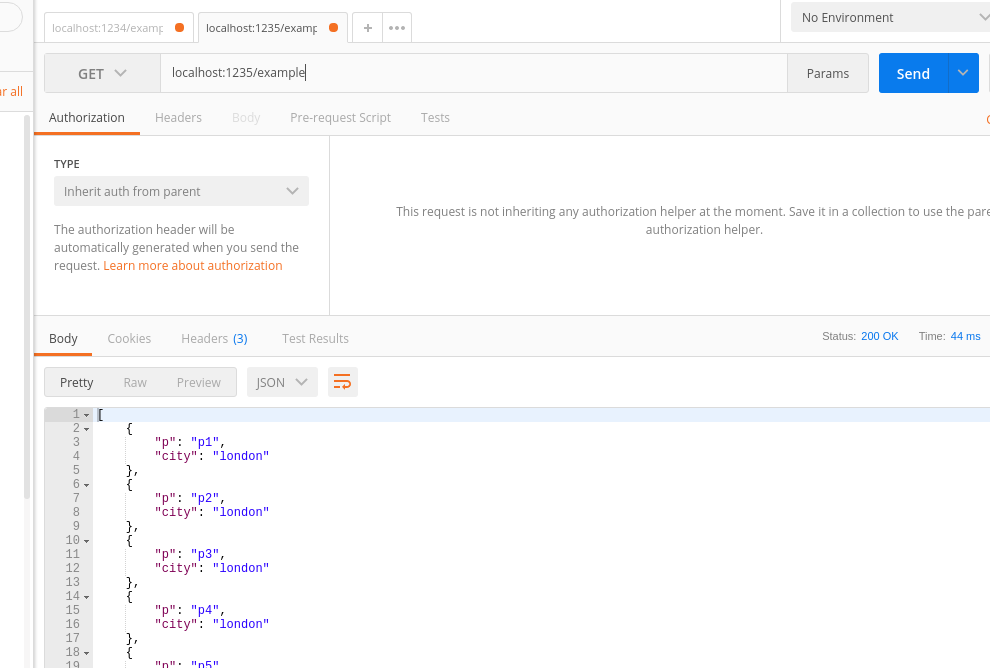 localhost:1234/examp localhost:1235/examp + ••• No Environment
GET localhost:1235/example Params Send
r all
Authorization Headers Body Pre-request Script Tests
TYPE
Inherit auth from parent
The authorization header will
automatically generated when you send the
request. Learn more about authorization
This request is not inheriting any authorization helper at the moment. Save it in a collection to use the pare
authorization helper.
Body Cookies Headers (3) Test Results Status: 200 OK Time: 44 ms
Pretty Raw Preview JSON
1 [
2 {
3 "p": "p1",
4 "city": "london"
5 },
6 {
7 "p": "p2",
8 "city": "london"
9 },
10 {
11 "p": "p3",
12 "city": "london"
13 },
14 {
15 "p": "p4",
16 "city": "london"
17 },
18 {
19 "p": "p5",